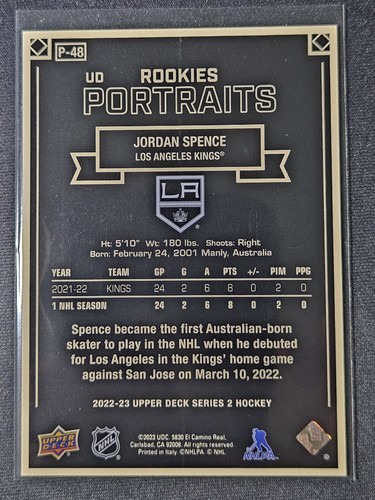 P-48
UD ROOKIES
PORTRAITS
JORDAN SPENCE
LOS ANGELES KINGS®
LA
Ht: 5'10" Wt: 180 lbs. Shoots: Right
Born: February 24, 2001 Manly, Australia
YEAR TEAM GP G A PTS +/- PIM PPG
2021-22 KINGS 24 2 6 8 0 2 0
1 NHL SEASON 24 2 6 8 0 2 0
Spence became the first Australian-born
skater to play in the NHL when he debuted
for Los Angeles in the Kings' home game
against San Jose on March 10, 2022.
2022-23 UPPER DECK SERIES 2 HOCKEY
UPPER DECK
NHL
©2023 UDC. 5830 El Camino Real,
Carlsbad, CA 92008. All rights reserved.
Printed in Italy. ©NHLPA. © NHL.
NHLPA